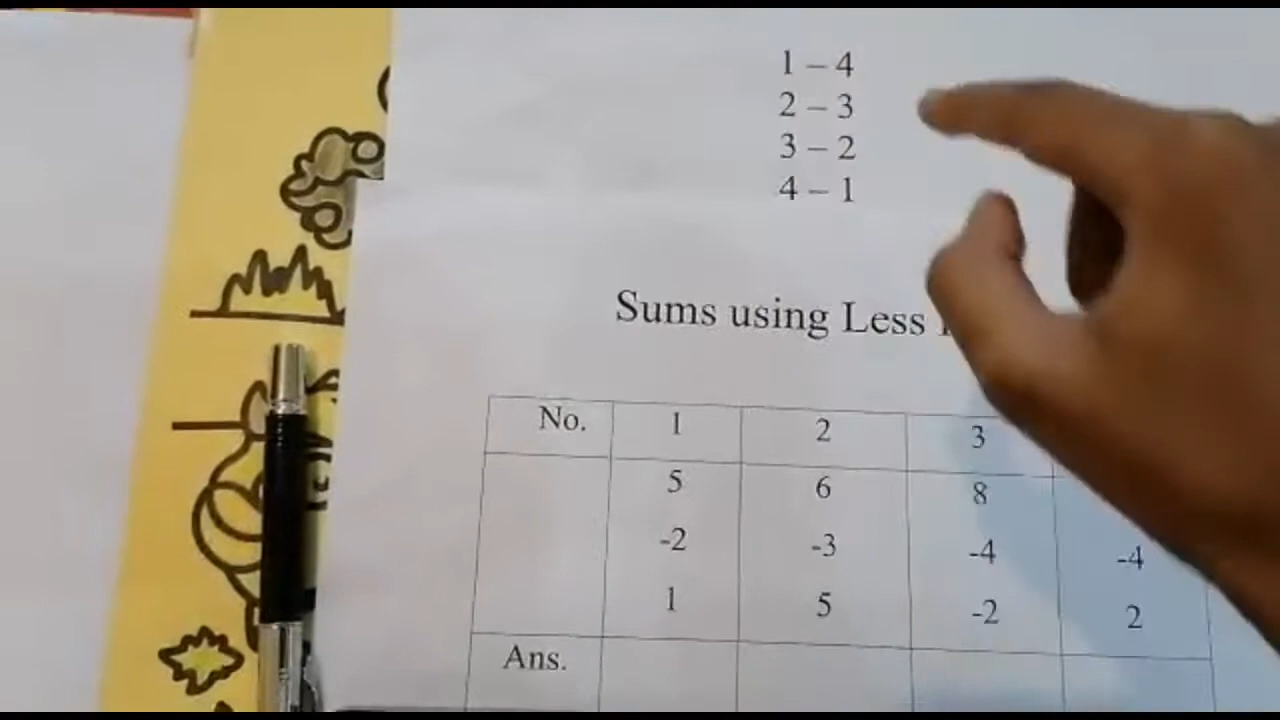 1 – 4
2 – 3
3 – 2
4 – 1
Sums using Less
No. 1 2 3
5 6 8
-2 -3 -4 -4
1 5 -2 2
Ans.